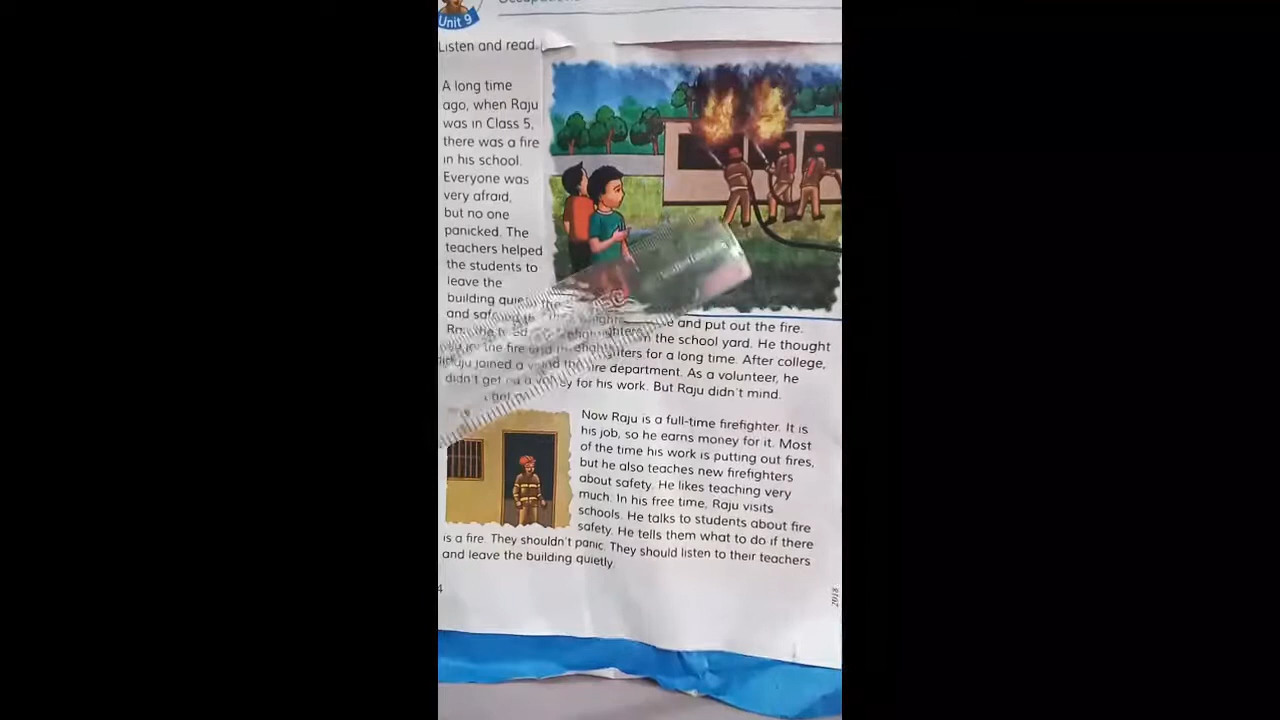 Unit 9
Listen and read.
A long time
ago, when Raju
was in Class 5,
there was a fire
in his school.
Everyone was
very afraid,
but no one
panicked. The
teachers helped
the students to
leave the
building
and put out the fire.
the school yard. He thought
the fire for a long time. After college,
Raju joined a fire department. As a volunteer, he
didn't get for his work. But Raju didn't mind.
Now Raju is a full-time firefighter. It is
his job, so he earns money for it. Most
of the time his work is putting out fires,
but he also teaches new firefighters
about safety. He likes teaching very
much. In his free time, Raju visits
schools. He talks to students about fire
safety. He tells them what to do if there
is a fire. They shouldn't panic. They should listen to their teachers
and leave the building quietly.
4
2018